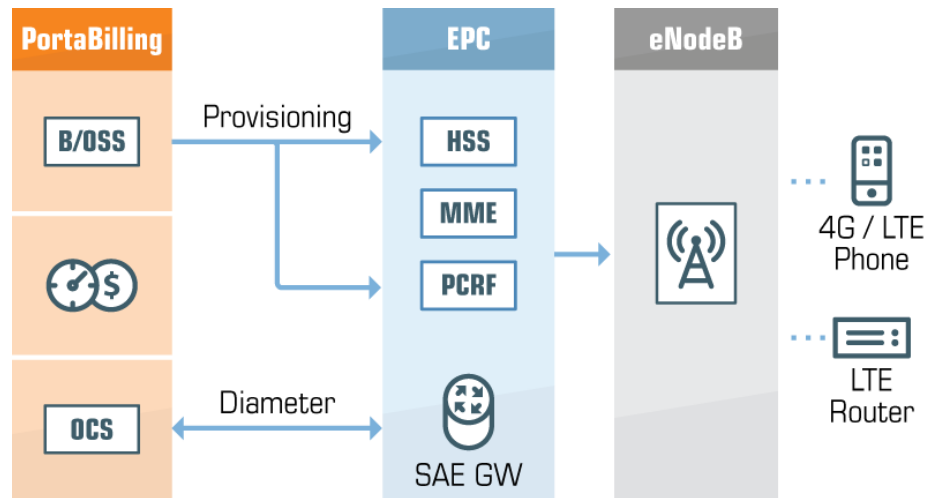 PortaBilling
EPC
eNodeB
B/OSS
Provisioning
HSS
MME
PCRF
$
4G / LTE
Phone
LTE
Router
OCS
Diameter
SAE GW